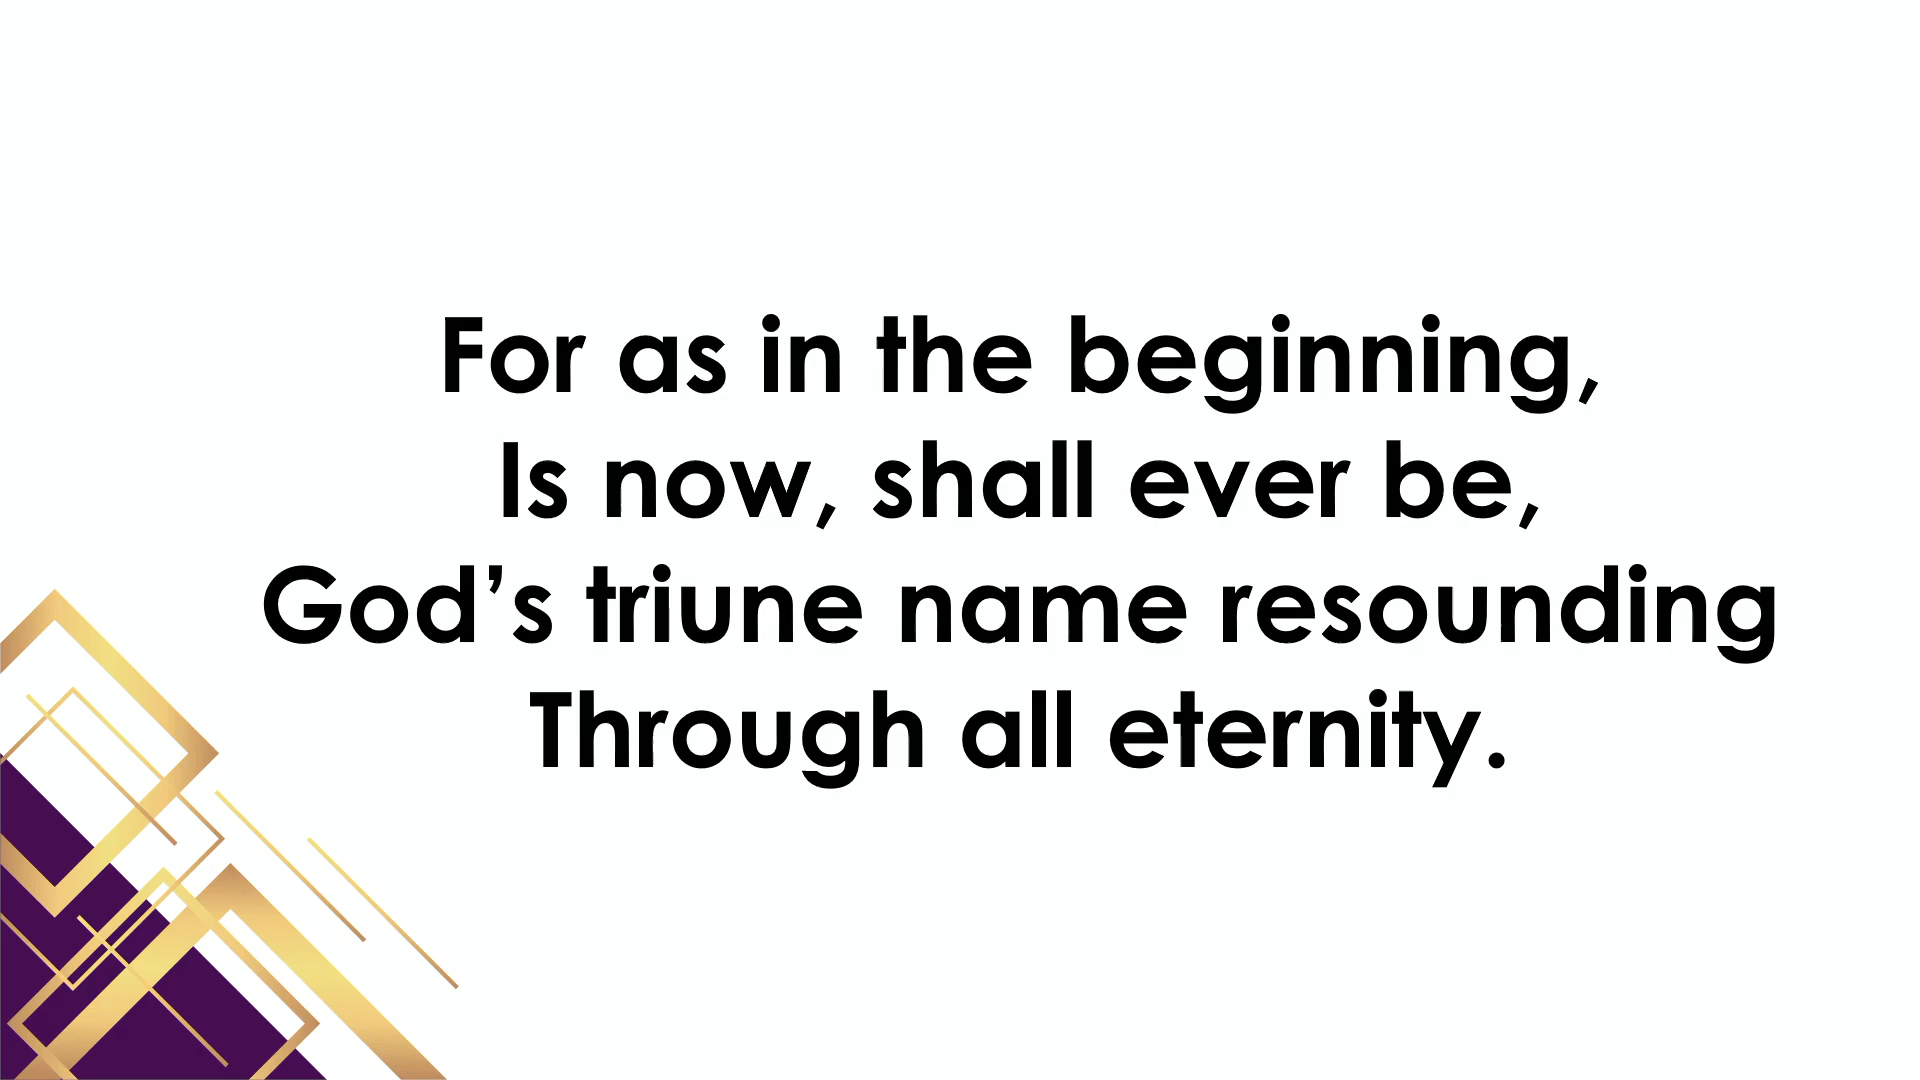 For as in the beginning,
Is now, shall ever be,
God’s triune name resounding
Through all eternity.